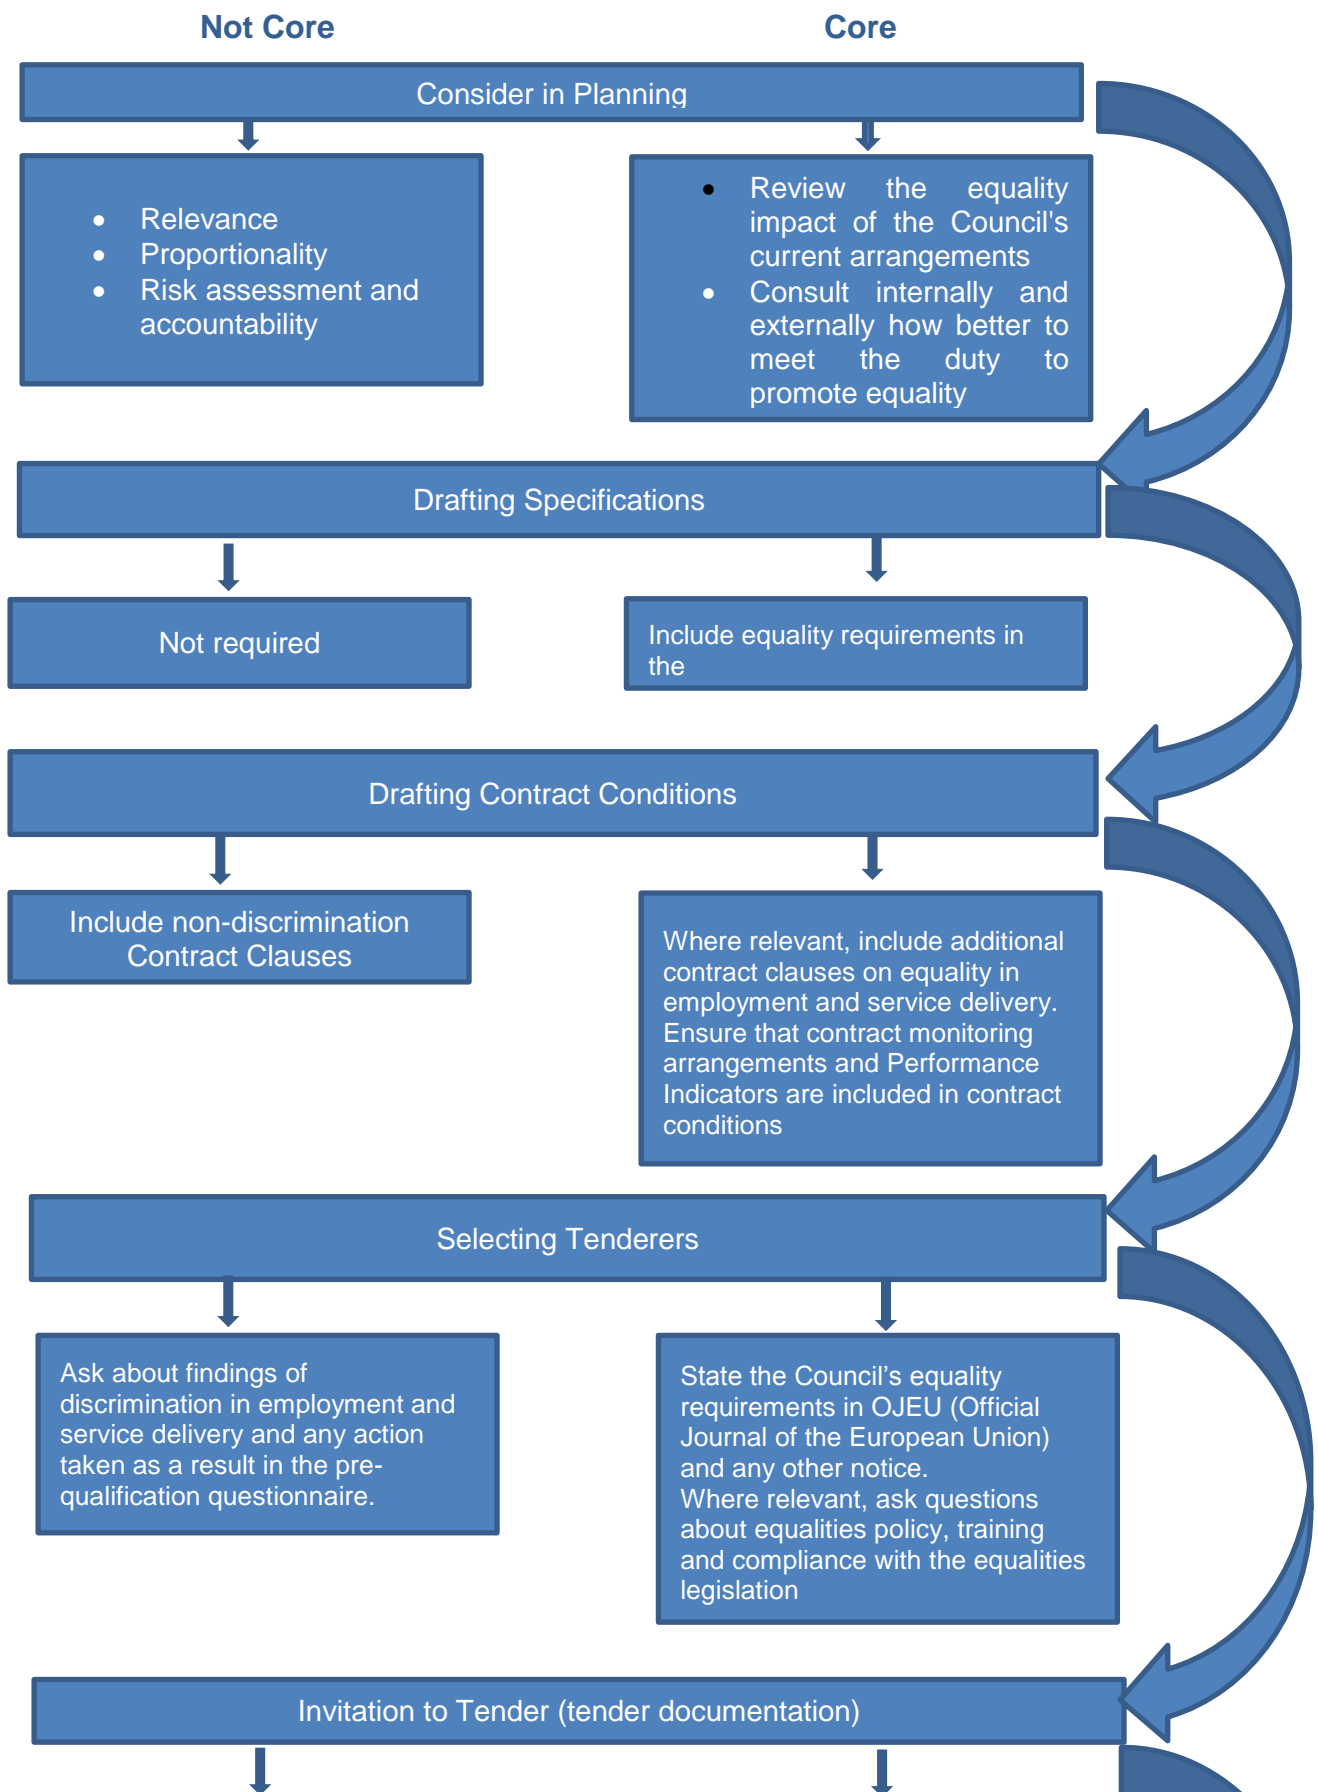 Not Core
Core
Consider in Planning
• Relevance
• Proportionality
• Risk assessment and
accountability
• Review the equality
impact of the Council's
current arrangements
• Consult internally and
externally how better to
meet the duty to
promote equality
Drafting Specifications
Not required
Include equality requirements in
the
Drafting Contract Conditions
Include non-discrimination
Contract Clauses
Where relevant, include additional
contract clauses on equality in
employment and service delivery.
Ensure that contract monitoring
arrangements and Performance
Indicators are included in contract
conditions
Selecting Tenderers
Ask about findings of
discrimination in employment and
service delivery and any action
taken as a result in the pre-
qualification questionnaire.
State the Council’s equality
requirements in OJEU (Official
Journal of the European Union)
and any other notice.
Where relevant, ask questions
about equalities policy, training
and compliance with the equalities
legislation
Invitation to Tender (tender documentation)